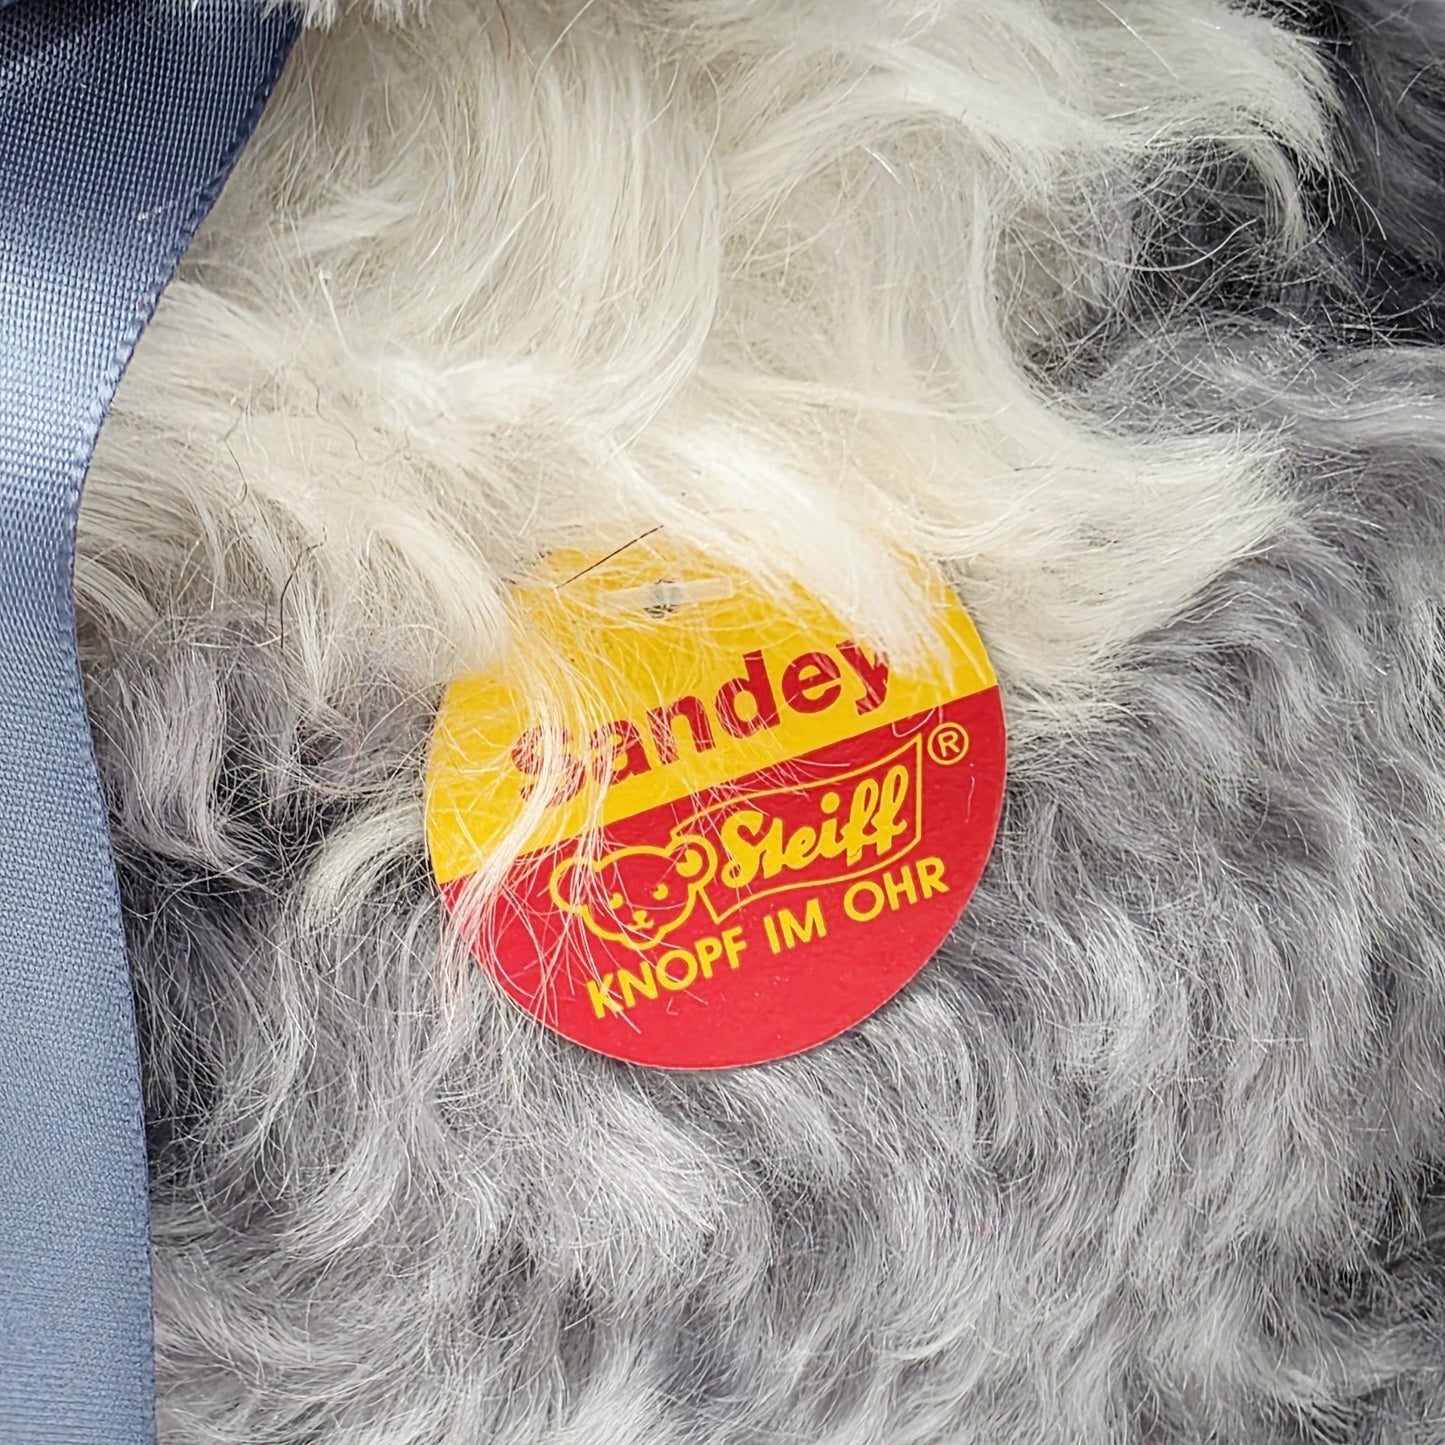 Sandey
Steiff ®
KNOPF IM OHR